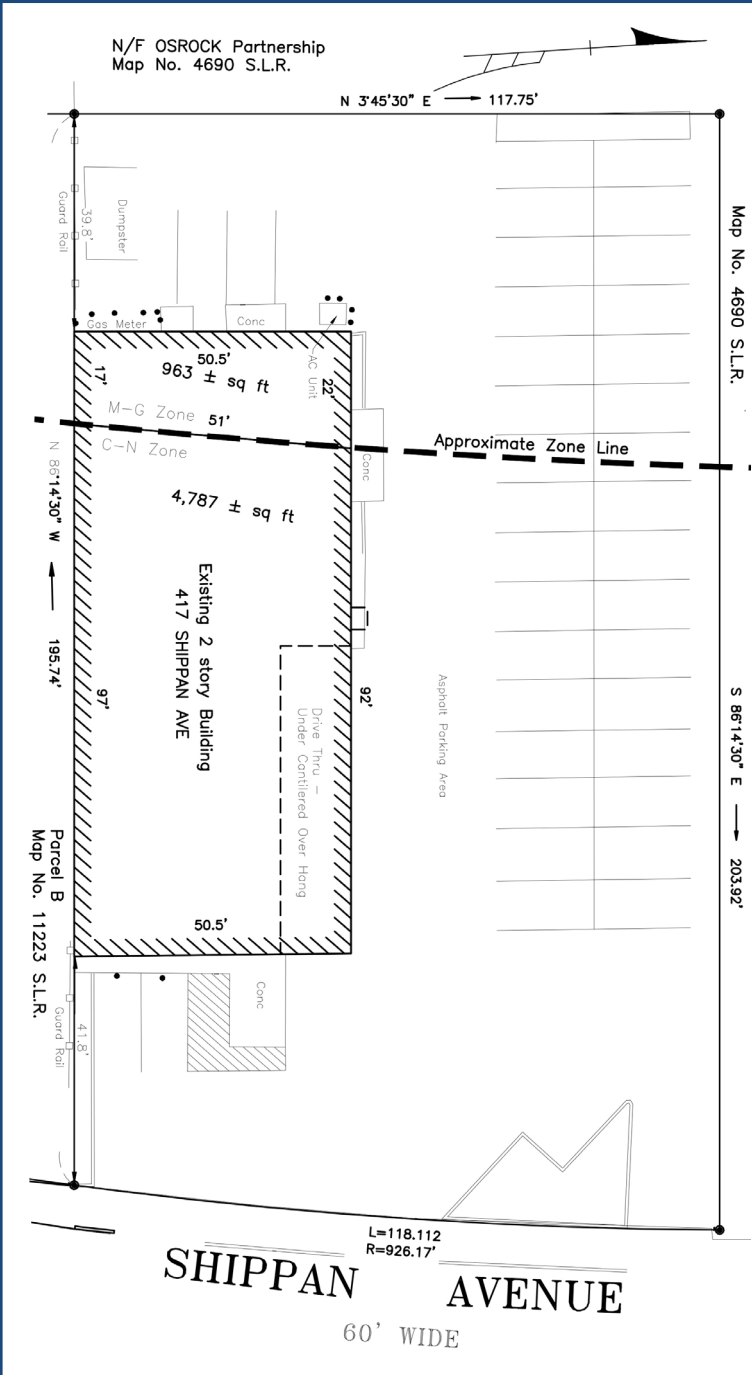 N/F OSROCK Partnership
Map No. 4690 S.L.R.
N 3°45'30" E
117.75'
Map No. 4690 S.L.R.
39.8'
Guard Rail
Dumpster
Gas Meter
Conc
AC Unit
50.5'
963 ± sq ft
17'
22'
M-G Zone
51'
C-N Zone
Approximate Zone Line
Conc
4,787 ± sq ft
N 86°14'30" W
195.74'
Existing 2 story Building
417 SHIPPAN AVE
97'
92'
Drive Thru -
Under Cantilered Over Hang
Asphalt Parking Area
S 86°14'30" E
203.92'
Parcel B
Map No. 11223 S.L.R.
50.5'
Conc
41.8'
Guard Rail
L=118.112
R=926.17'
SHIPPAN AVENUE
60' WIDE